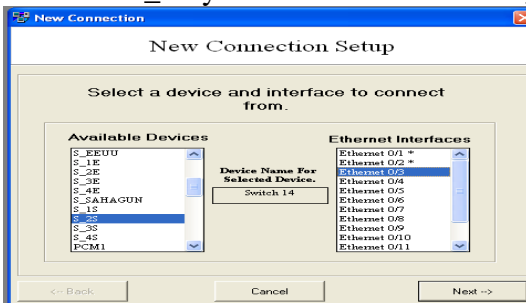 New Connection
New Connection Setup
Select a device and interface to connect
from.
Available Devices
S_EEUU
S_1E
S_2E
S_3E
S_4E
S_SAHAGUN
S_1S
S_2S
S_3S
S_4S
PCM1
Device Name For
Selected Device.
Switch 14
Ethernet Interfaces
Ethernet 0/1 *
Ethernet 0/2 *
Ethernet 0/3
Ethernet 0/4
Ethernet 0/5
Ethernet 0/6
Ethernet 0/7
Ethernet 0/8
Ethernet 0/9
Ethernet 0/10
Ethernet 0/11
<-- Back
Cancel
Next -->